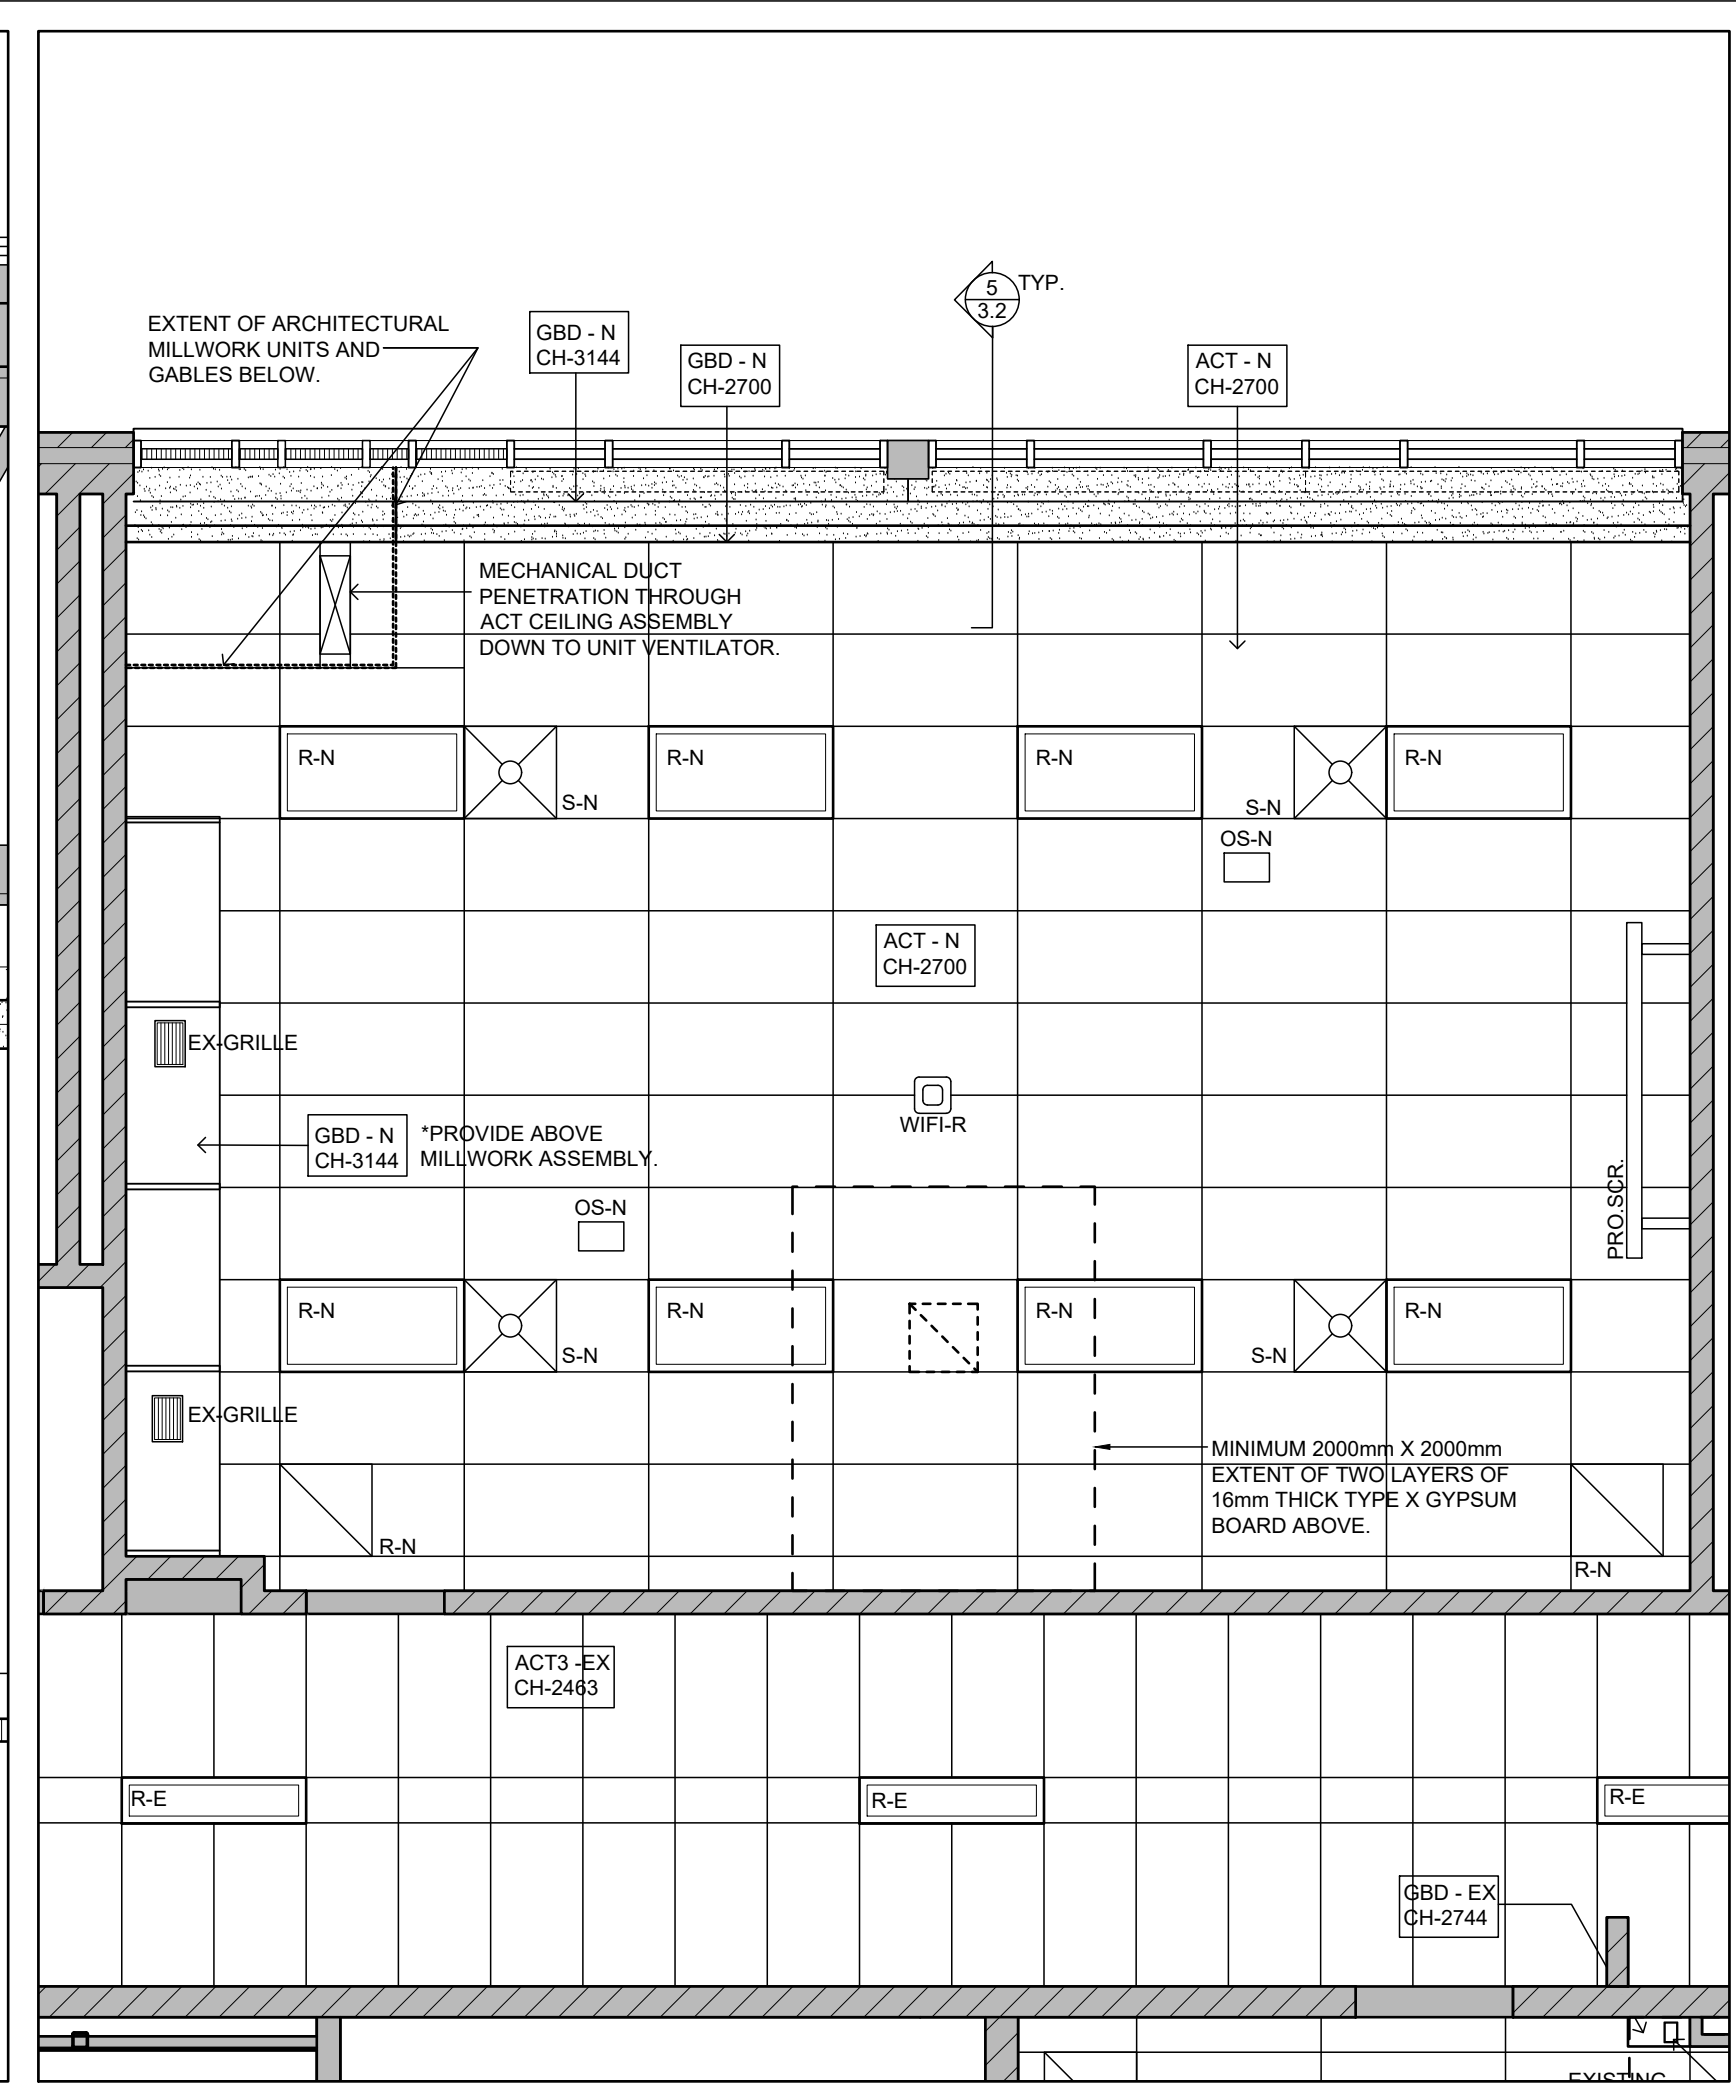 5
3.2
TYP.
EXTENT OF ARCHITECTURAL
MILLWORK UNITS AND
GABLES BELOW.
GBD - N
CH-3144
GBD - N
CH-2700
ACT - N
CH-2700
MECHANICAL DUCT
PENETRATION THROUGH
ACT CEILING ASSEMBLY
DOWN TO UNIT VENTILATOR.
R-N
S-N
R-N
R-N
S-N
R-N
OS-N
ACT - N
CH-2700
EX-GRILLE
WIFI-R
GBD - N
CH-3144
*PROVIDE ABOVE
MILLWORK ASSEMBLY.
PRO.SCR.
OS-N
R-N
S-N
R-N
R-N
S-N
R-N
EX-GRILLE
MINIMUM 2000mm X 2000mm
EXTENT OF TWO LAYERS OF
16mm THICK TYPE X GYPSUM
BOARD ABOVE.
R-N
R-N
ACT3 -EX
CH-2463
R-E
R-E
R-E
GBD - EX
CH-2744
EXISTING